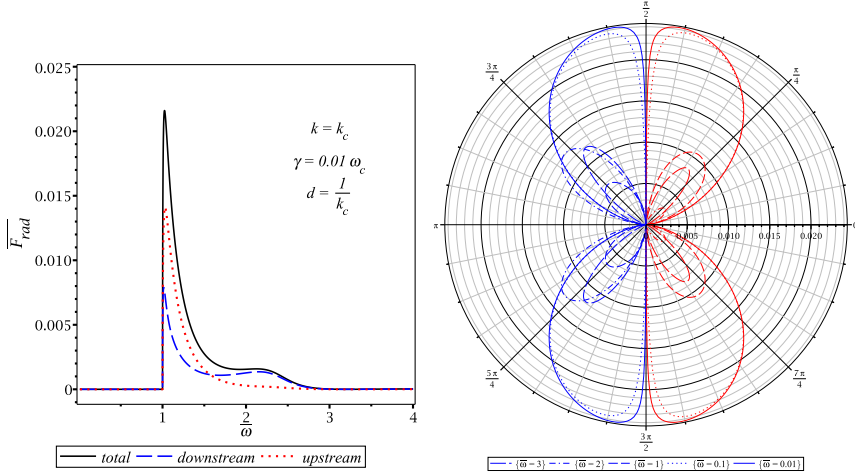 0.025
0.020
0.015
0.010
0.005
0
F_rad
k = k_c
γ = 0.01 ω_c
d = 1/k_c
1
2
3
4
ω
total downstream upstream
π/2
3π/4
π/4
π
0
0.005
0.010
0.015
0.020
5π/4
7π/4
3π/2
{ω̅ = 3} {ω̅ = 2} {ω̅ = 1} {ω̅ = 0.1} {ω̅ = 0.01}